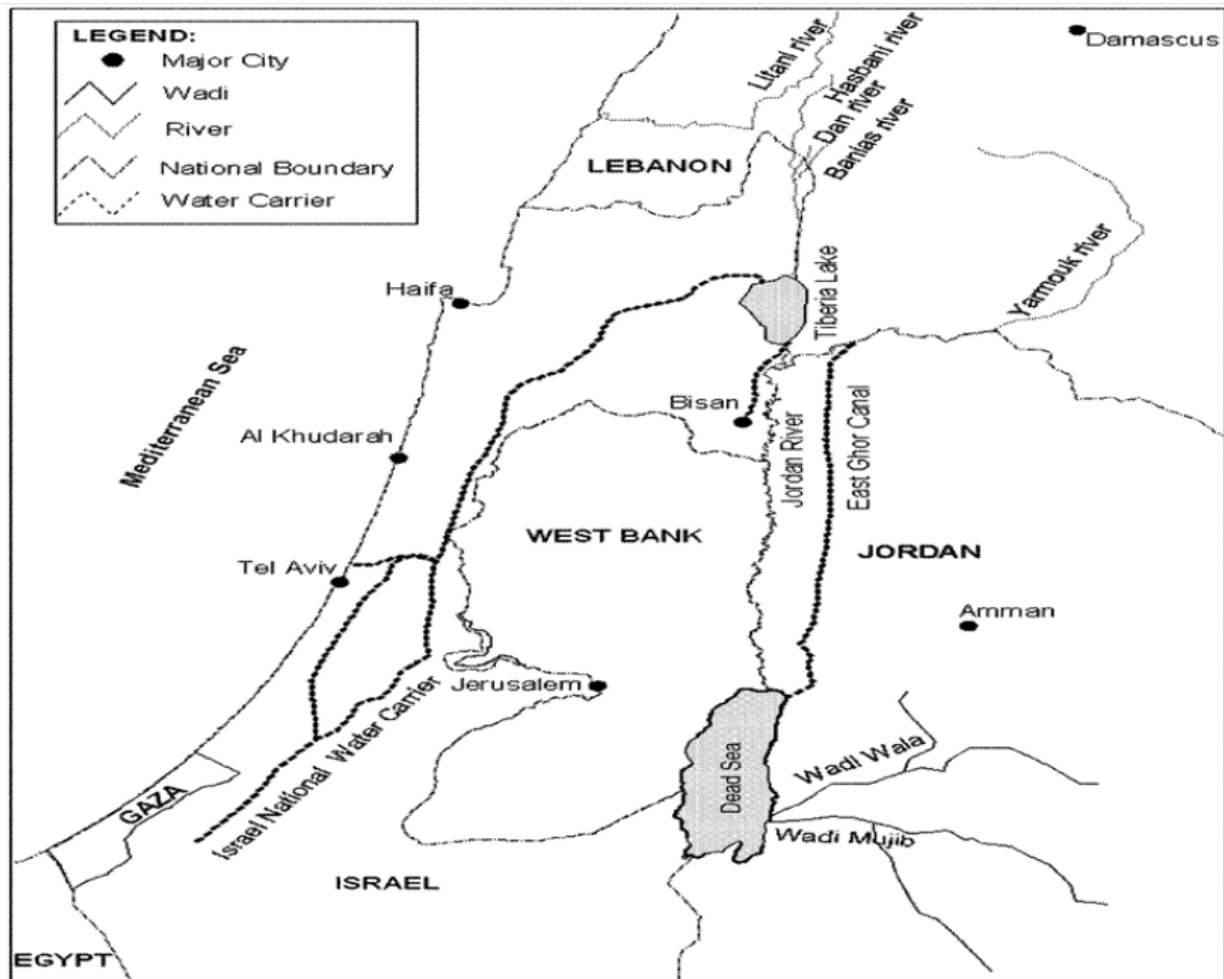 LEGEND:
Major City
Wadi
River
National Boundary
Water Carrier
Damascus
Litani river
Hasbani river
Dan river
Banias river
LEBANON
Yarmouk river
Haifa
Tiberia Lake
Mediterranean Sea
Bisan
Al Khudarah
Jordan River
East Ghor Canal
WEST BANK
JORDAN
Tel Aviv
Amman
Jerusalem
Israel National Water Carrier
Dead Sea
Wadi Wala
GAZA
Wadi Mujib
ISRAEL
EGYPT